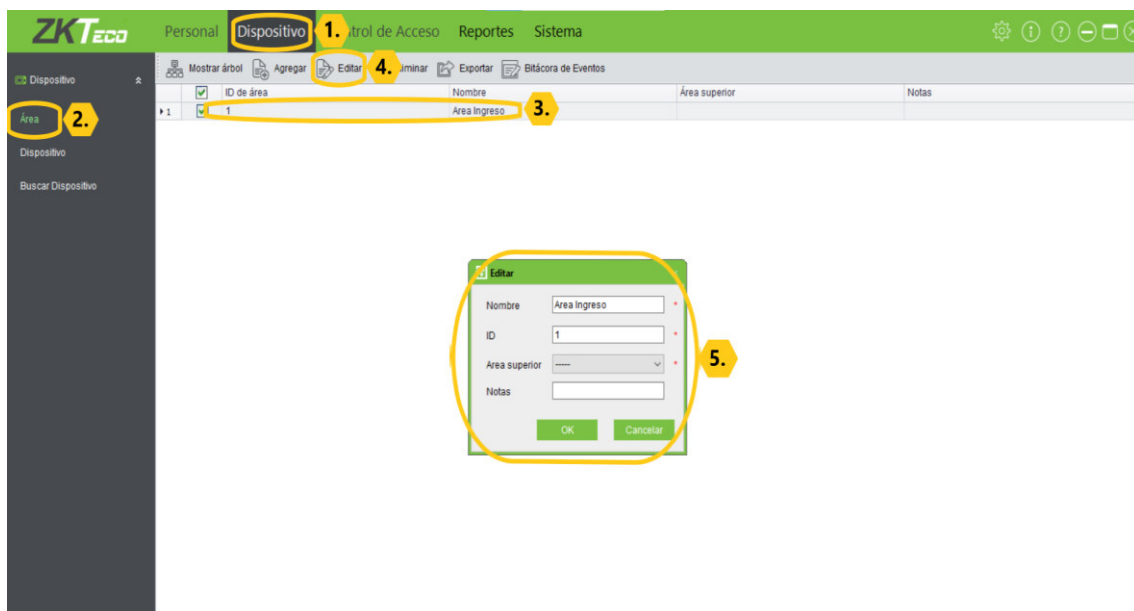 ZKTeco
Personal Dispositivo 1. trol de Acceso Reportes Sistema
Dispositivo
Área 2.
Dispositivo
Buscar Dispositivo
Mostrar árbol Agregar Editar 4. iminar Exportar Bitácora de Eventos
ID de área Nombre Área superior Notas
1 1 Area Ingreso 3.
Editar
Nombre Area Ingreso *
ID 1 *
Area superior ----- *
Notas
5.
OK Cancelar